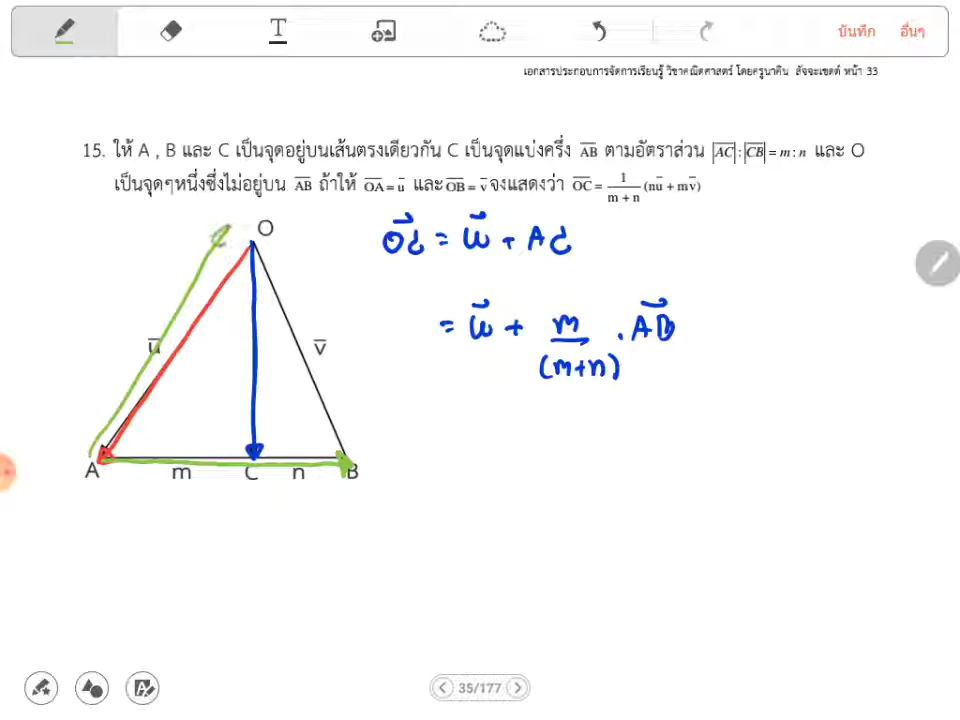 T
บันทึก อื่นๆ
เอกสารประกอบการจัดการเรียนรู้ วิชาคณิตศาสตร์ โดยครูนาคิน สัจจะเขตต์ หน้า 33
15. ให้ A , B และ C เป็นจุดอยู่บนเส้นตรงเดียวกัน C เป็นจุดแบ่งครึ่ง A̅B̅ ตามอัตราส่วน |A̅C̅| : |C̅B̅| = m : n และ O
เป็นจุดๆหนึ่งซึ่งไม่อยู่บน A̅B̅ ถ้าให้ O̅A̅ = u̅ และ O̅B̅ = v̅ จงแสดงว่า O̅C̅ = 1/(m + n) (nu̅ + mv̅)
O
u̅
v̅
A m C n B
OC⃗ = u⃗ + AC⃗
= u⃗ + m/(m+n) . AB⃗
35/177